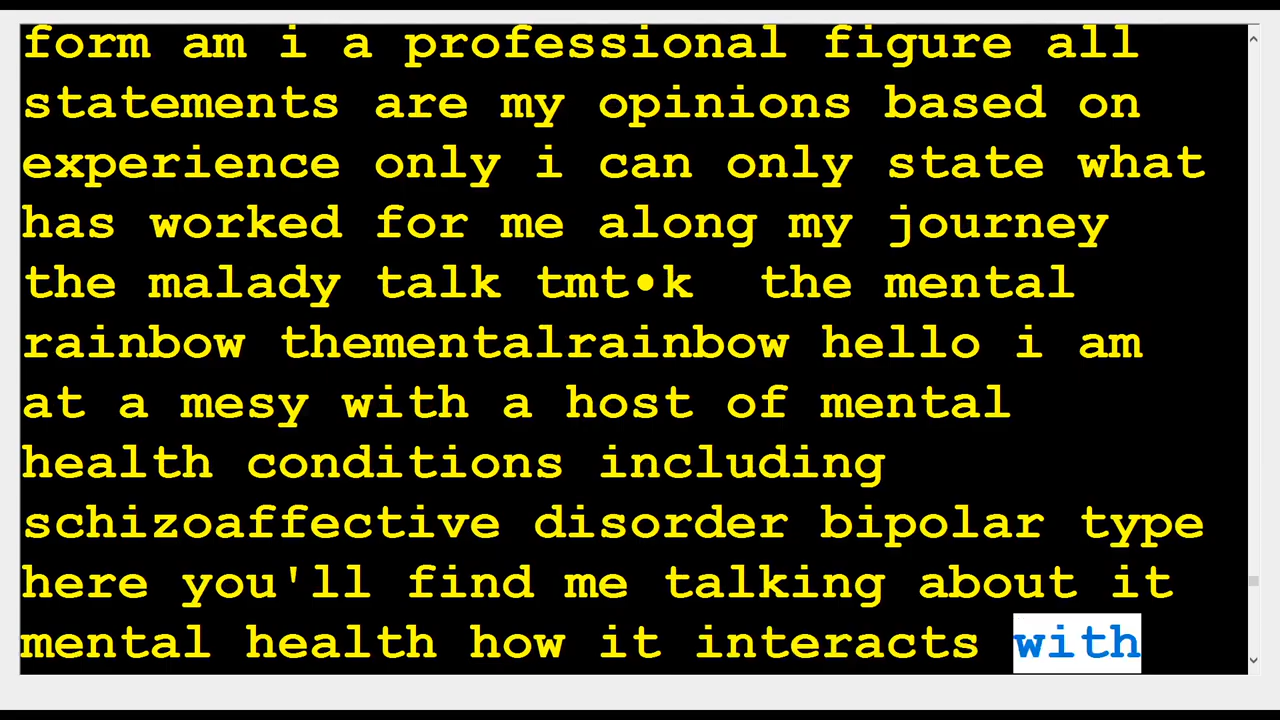 form am i a professional figure all
statements are my opinions based on
experience only i can only state what
has worked for me along my journey
the malady talk tmt•k  the mental
rainbow thementalrainbow hello i am
at a mesy with a host of mental
health conditions including
schizoaffective disorder bipolar type
here you'll find me talking about it
mental health how it interacts with